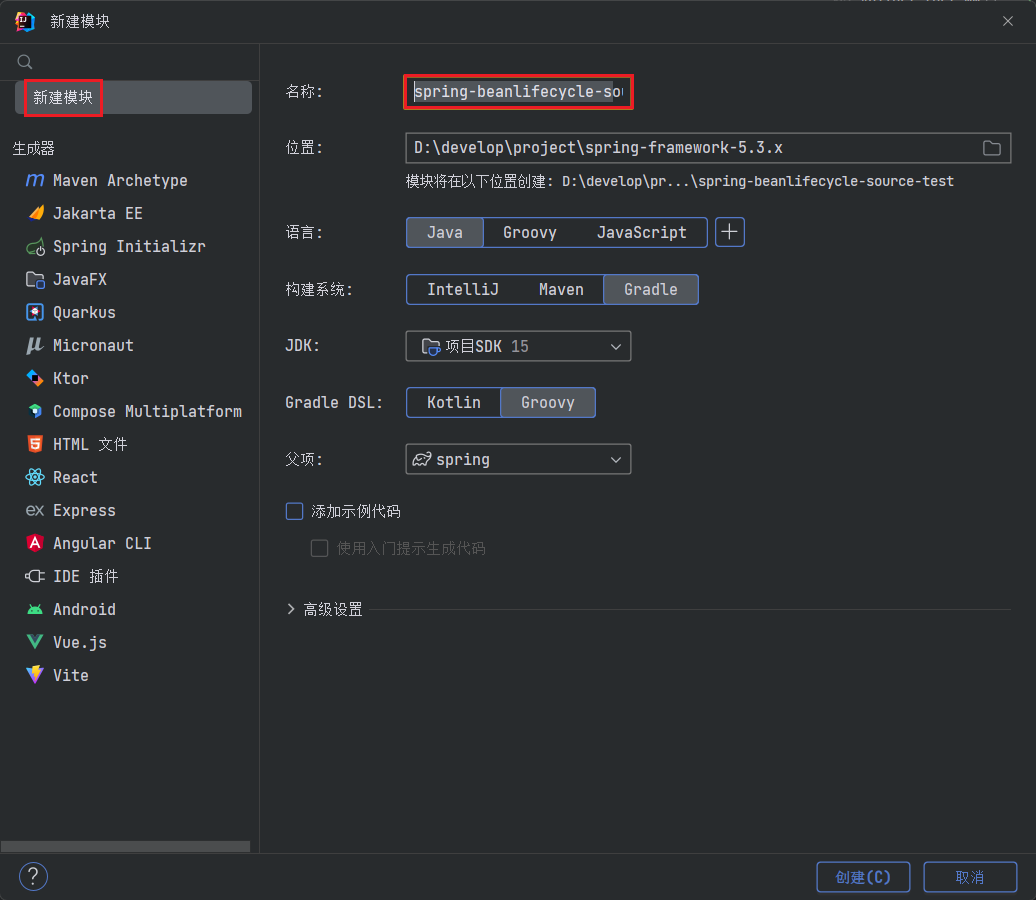 新建模块
新建模块
生成器
Maven Archetype
Jakarta EE
Spring Initializr
JavaFX
Quarkus
Micronaut
Ktor
Compose Multiplatform
HTML 文件
React
Express
Angular CLI
IDE 插件
Android
Vue.js
Vite
名称:
spring-beanlifecycle-sou
位置:
D:\develop\project\spring-framework-5.3.x
模块将在以下位置创建: D:\develop\pr...\spring-beanlifecycle-source-test
语言:
Java Groovy JavaScript
构建系统:
IntelliJ Maven Gradle
JDK:
项目SDK 15
Gradle DSL:
Kotlin Groovy
父项:
spring
添加示例代码
使用入门提示生成代码
高级设置
?
创建(C) 取消